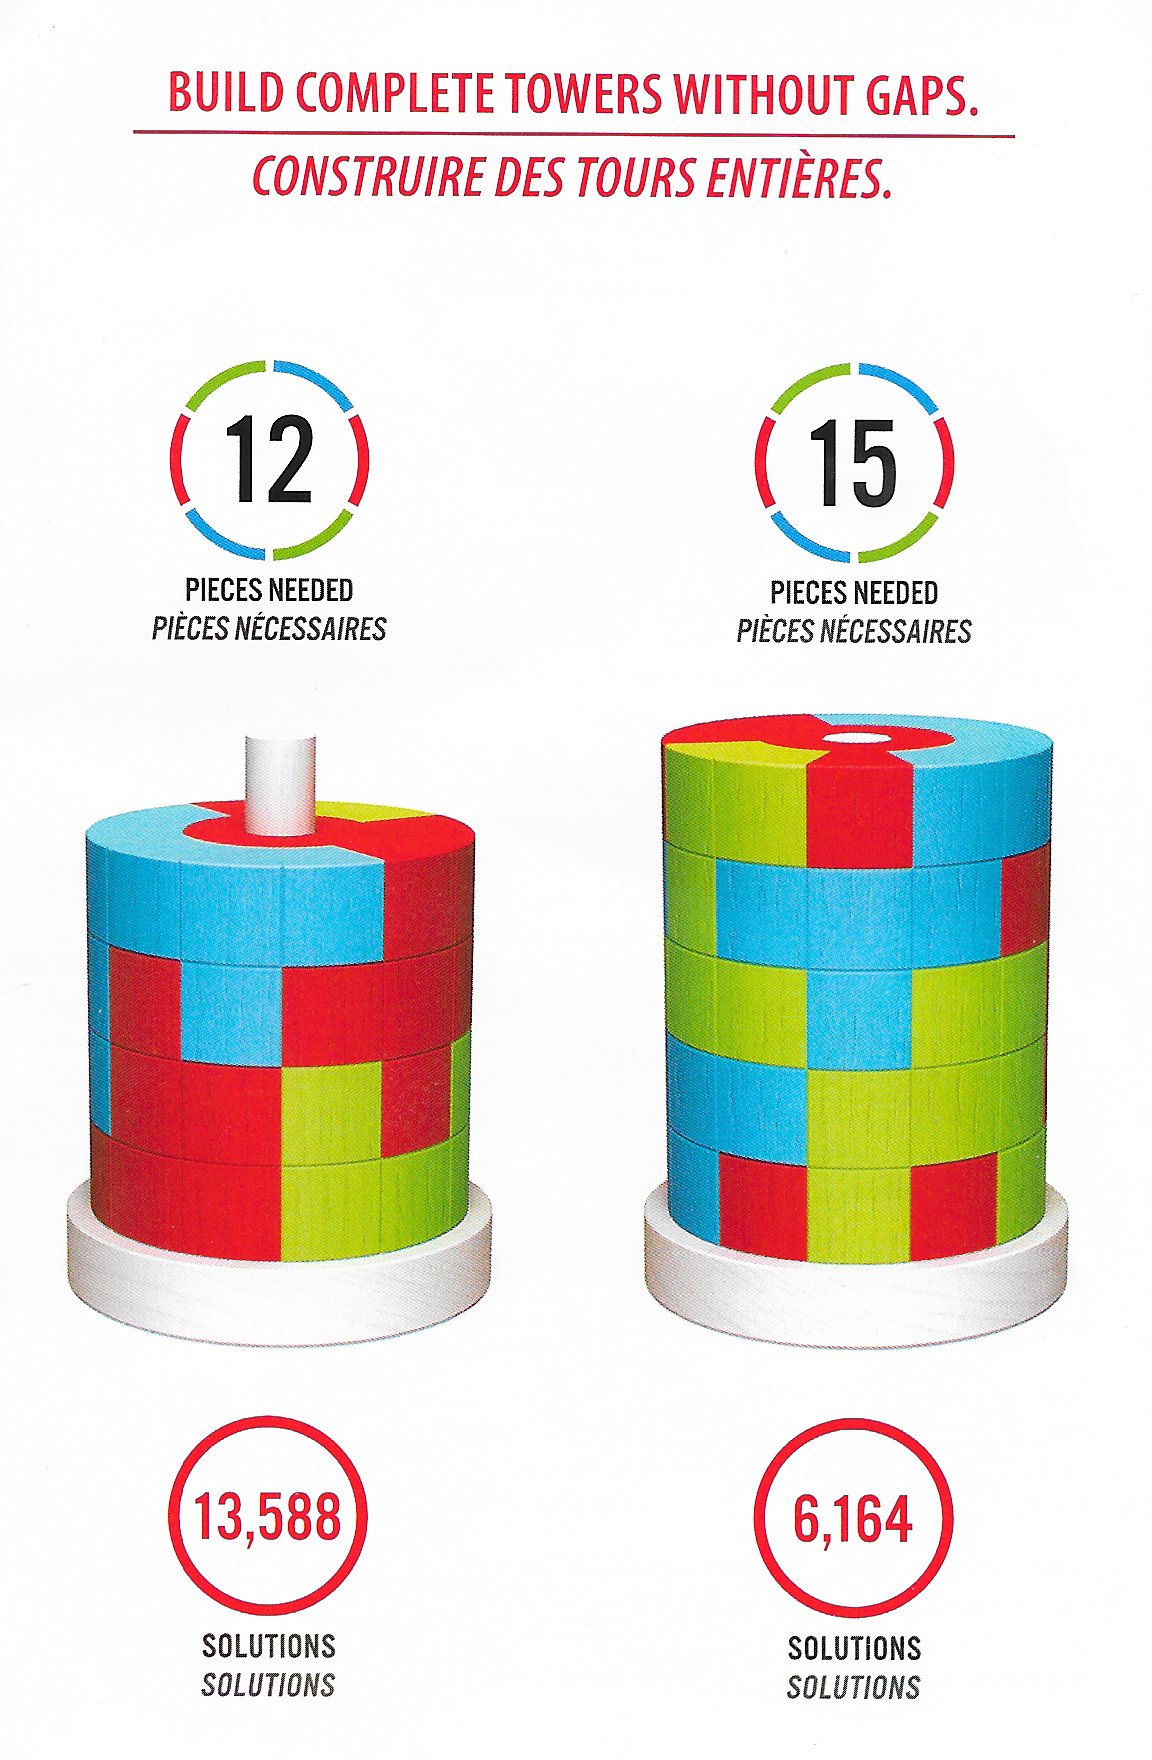 BUILD COMPLETE TOWERS WITHOUT GAPS.
CONSTRUIRE DES TOURS ENTIÈRES.
12
PIECES NEEDED
PIÈCES NÉCESSAIRES
15
PIECES NEEDED
PIÈCES NÉCESSAIRES
13,588
SOLUTIONS
SOLUTIONS
6,164
SOLUTIONS
SOLUTIONS